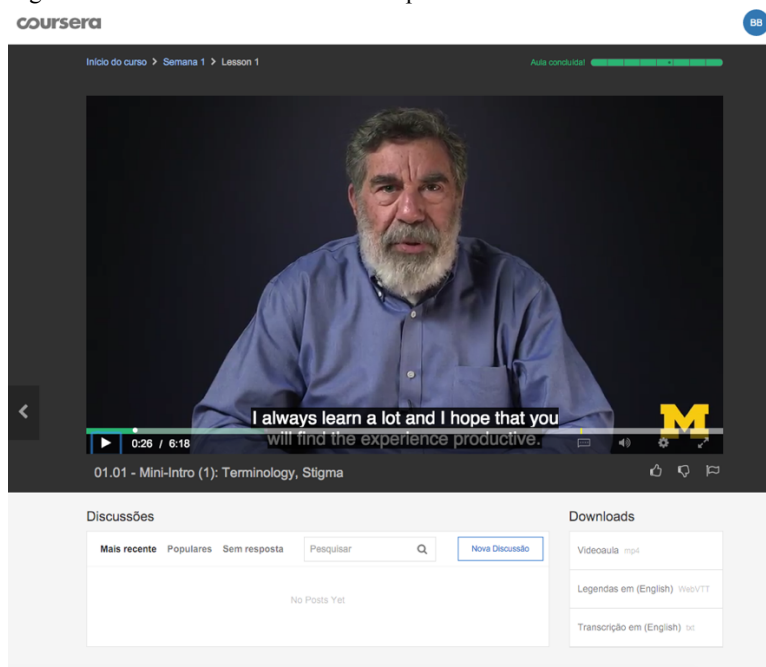 coursera
BB
Início do curso > Semana 1 > Lesson 1
Aula concluída!
I always learn a lot and I hope that you
will find the experience productive.
M
0:26 / 6:18
01.01 - Mini-Intro (1): Terminology, Stigma
Discussões
Mais recente Populares Sem resposta Pesquisar Nova Discussão
No Posts Yet
Downloads
Videoaula mp4
Legendas em (English) WebVTT
Transcrição em (English) txt